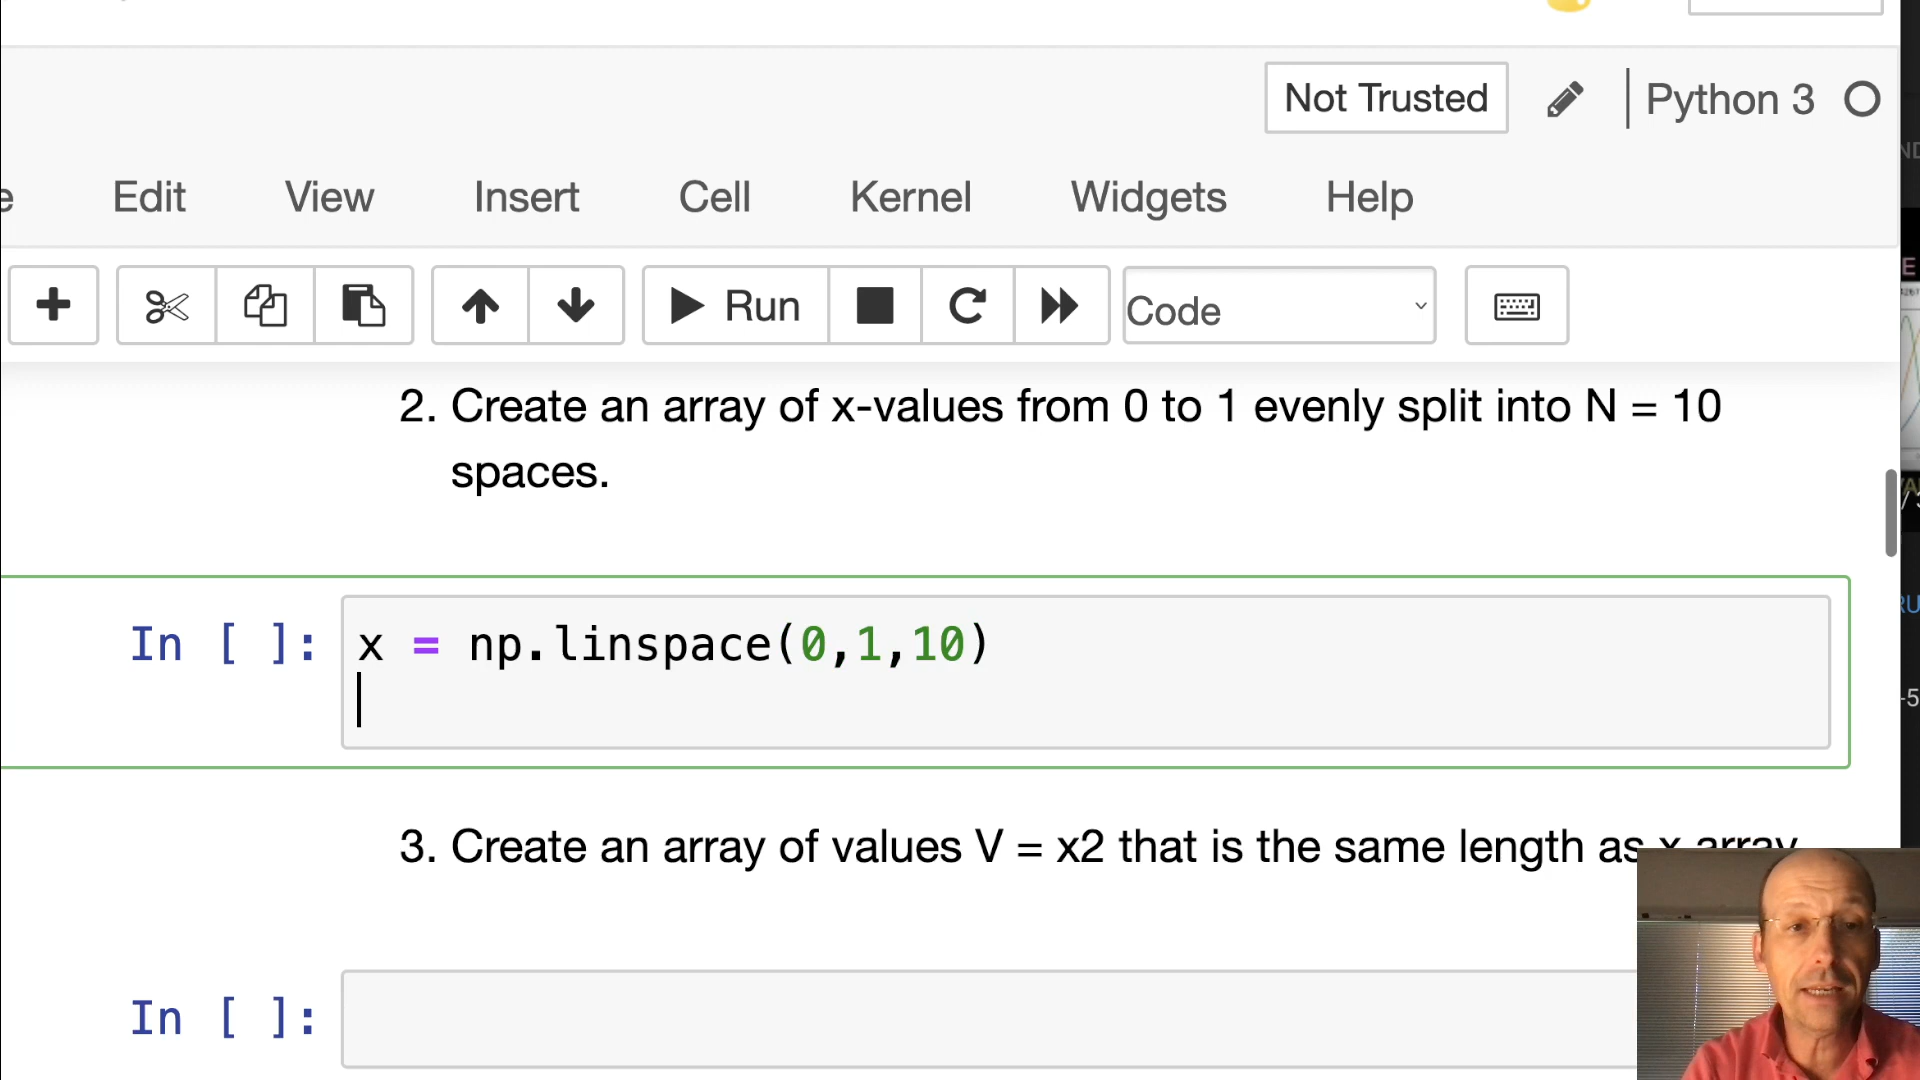 Not Trusted Python 3
Edit View Insert Cell Kernel Widgets Help
Run Code
2. Create an array of x-values from 0 to 1 evenly split into N = 10
spaces.
In [ ]: x = np.linspace(0,1,10)
3. Create an array of values V = x2 that is the same length as x array
In [ ]: